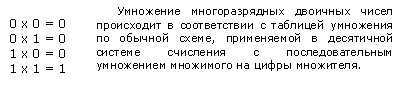 0 x 0 = 0
0 x 1 = 0
1 x 0 = 0
1 x 1 = 1
Умножение многоразрядных двоичных чисел
происходит в соответствии с таблицей умножения
по обычной схеме, применяемой в десятичной
системе счисления с последовательным
умножением множимого на цифры множителя.